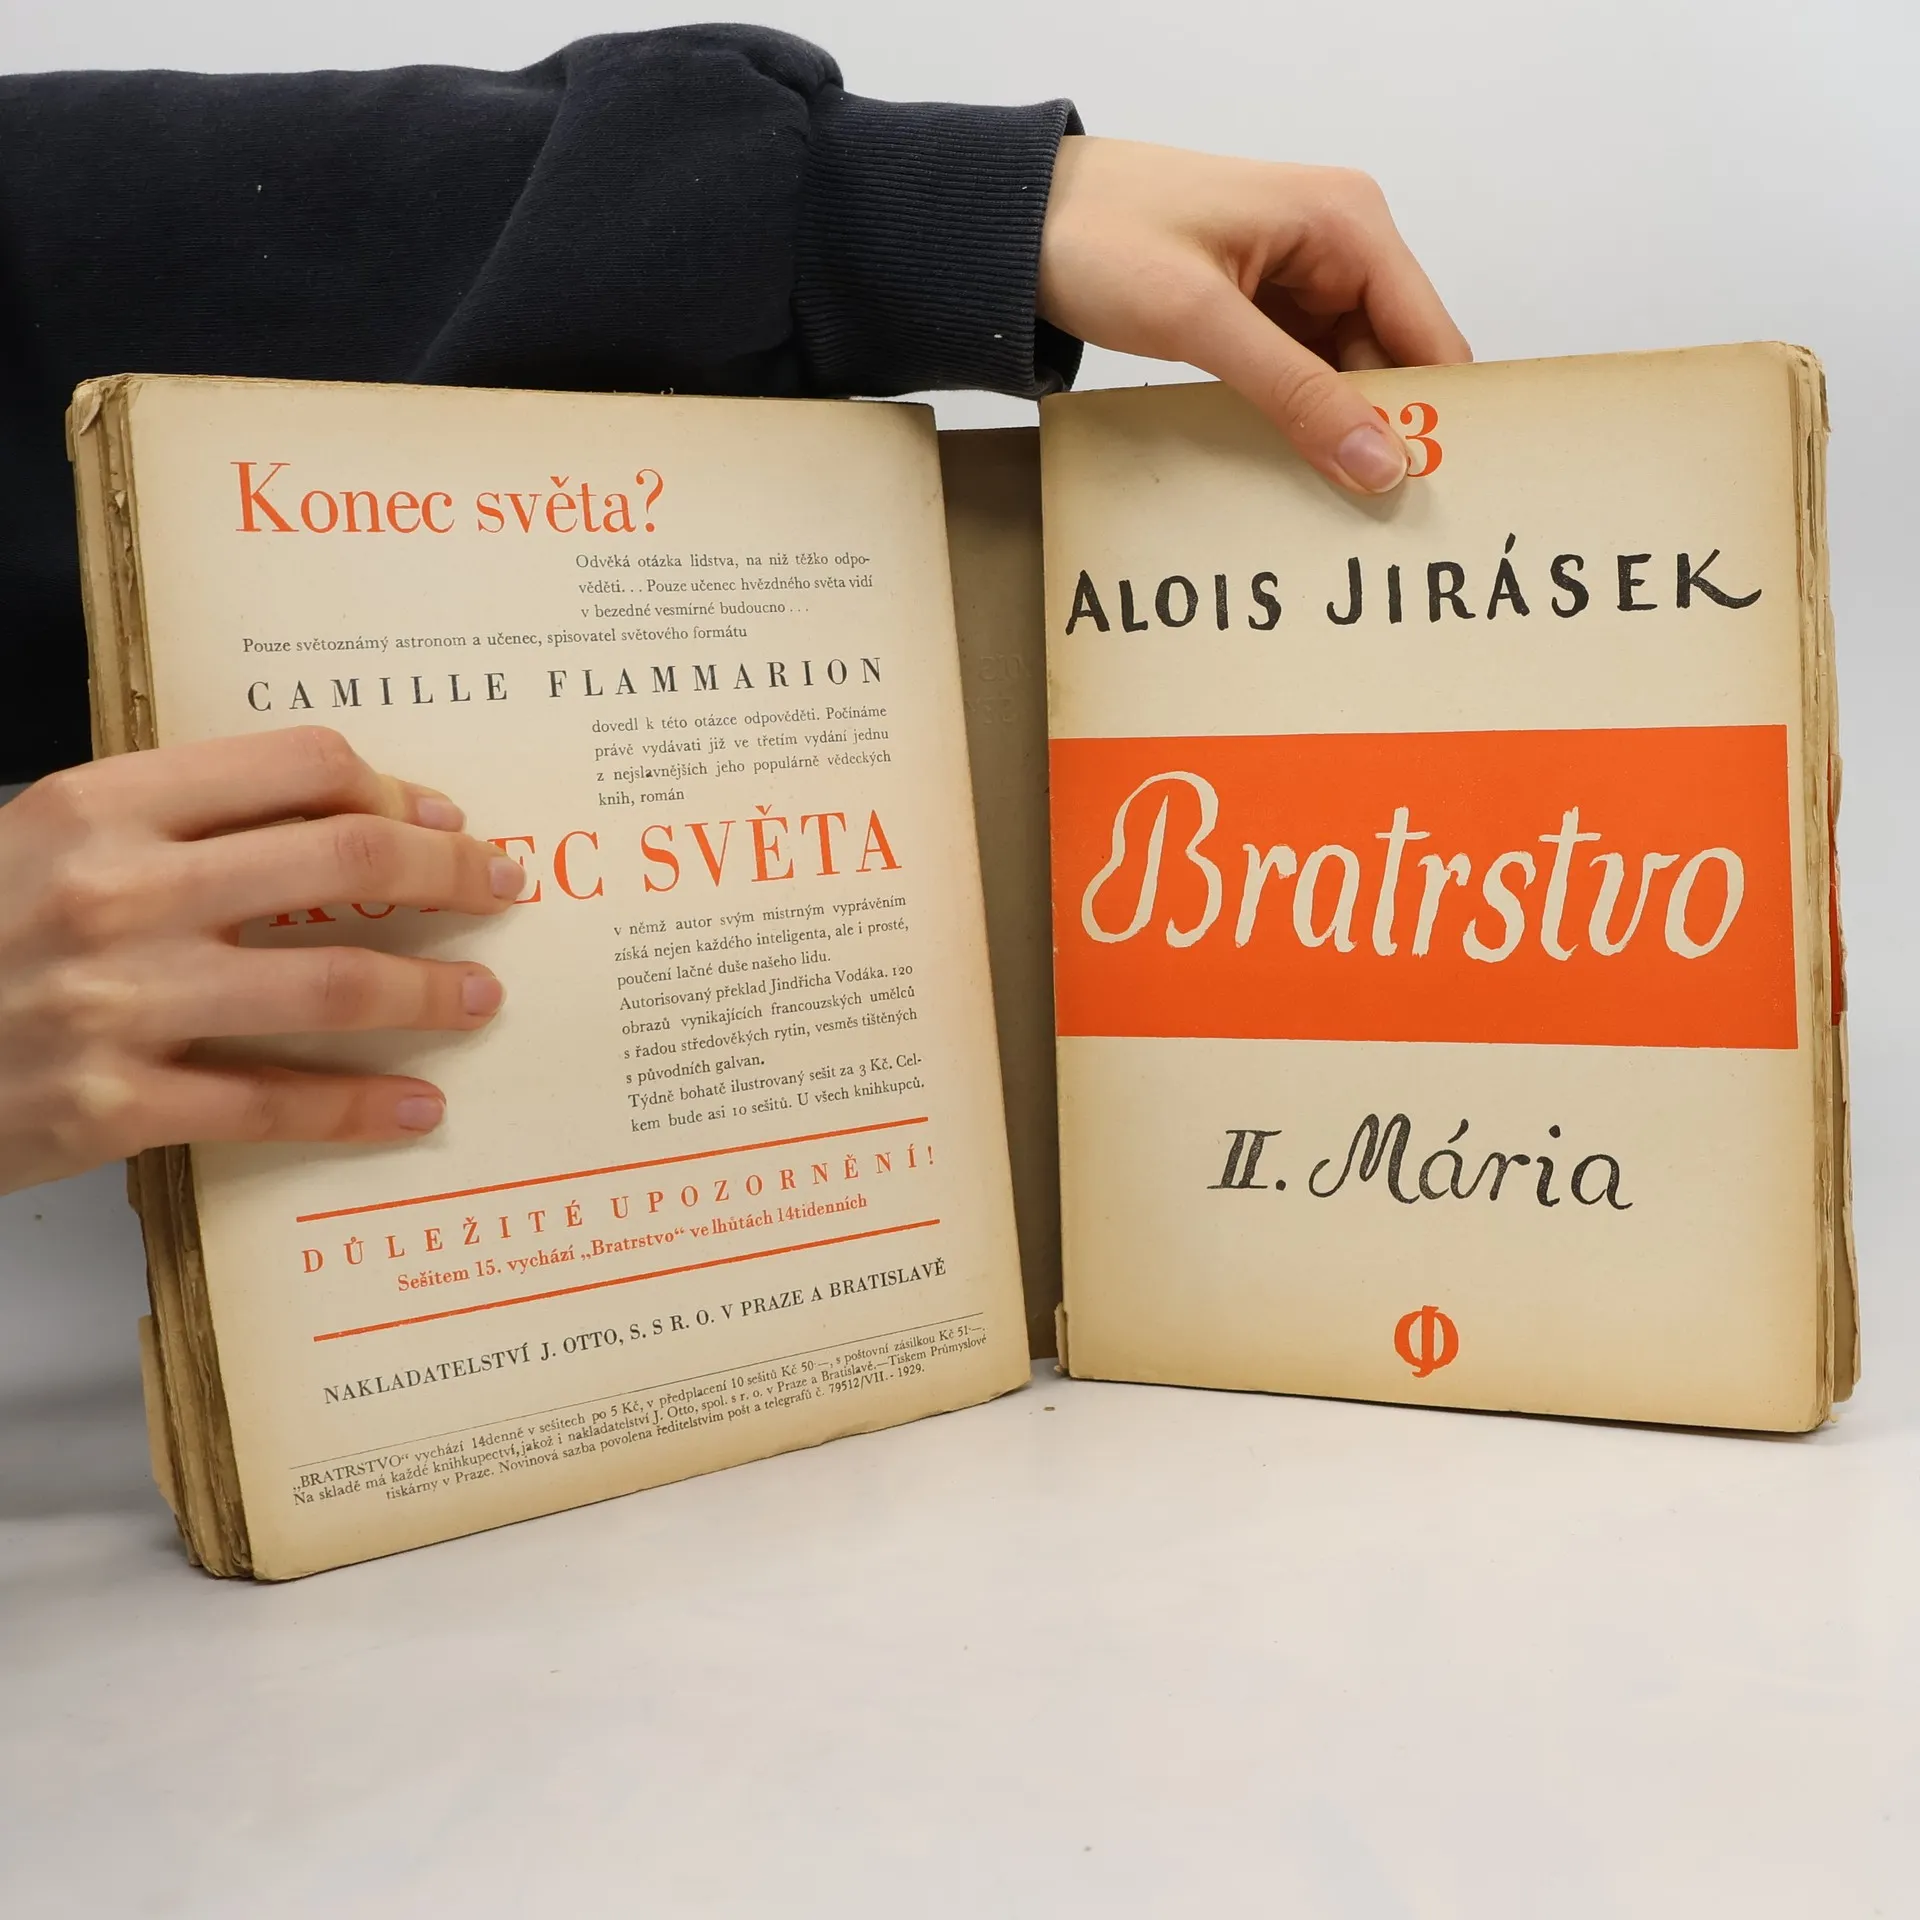 Konec světa?
Odvěká otázka lidstva, na niž těžko odpo-
věděti... Pouze učenec hvězdného světa vidí
v bezedné vesmírné budoucno...
Pouze světoznámý astronom a učenec, spisovatel světového formátu
CAMILLE FLAMMARION
dovedl k této otázce odpověděti. Počínáme
právě vydávati již ve třetím vydání jednu
z nejslavnějších jeho populárně vědeckých
knih, román
SVĚTA
v němž autor svým mistrným vyprávěním
získá nejen každého inteligenta, ale i prosté,
poučení lačné duše našeho lidu.
Autorisovaný překlad Jindřicha Vodáka. 120
obrazů vynikajících francouzských umělců
s řadou středověkých rytin, vesměs tištěných
s původních galvan.
Týdně bohatě ilustrovaný sešit za 3 Kč. Cel-
kem bude asi 10 sešitů. U všech knihkupců.
DŮLEŽITÉ UPOZORNĚNÍ!
Sešitem 15. vychází „Bratrstvo“ ve lhůtách 14tidenních
NAKLADATELSTVÍ J. OTTO, S. S R. O. V PRAZE A BRATISLAVĚ
„BRATRSTVO“ vychází 14denně v sešitech po 5 Kč, v předplacení 10 sešitů Kč 50·—, s poštovní zásilkou Kč 51·—.
Na skladě má každé knihkupectví, jakož i nakladatelství J. Otto, spol. s r. o. v Praze a Bratislavě.—Tiskem Průmyslové
tiskárny v Praze. Novinová sazba povolena ředitelstvím pošt a telegrafů č. 79512/VII. - 1929.
3
ALOIS JIRÁSEK
Bratrstvo
II. Mária